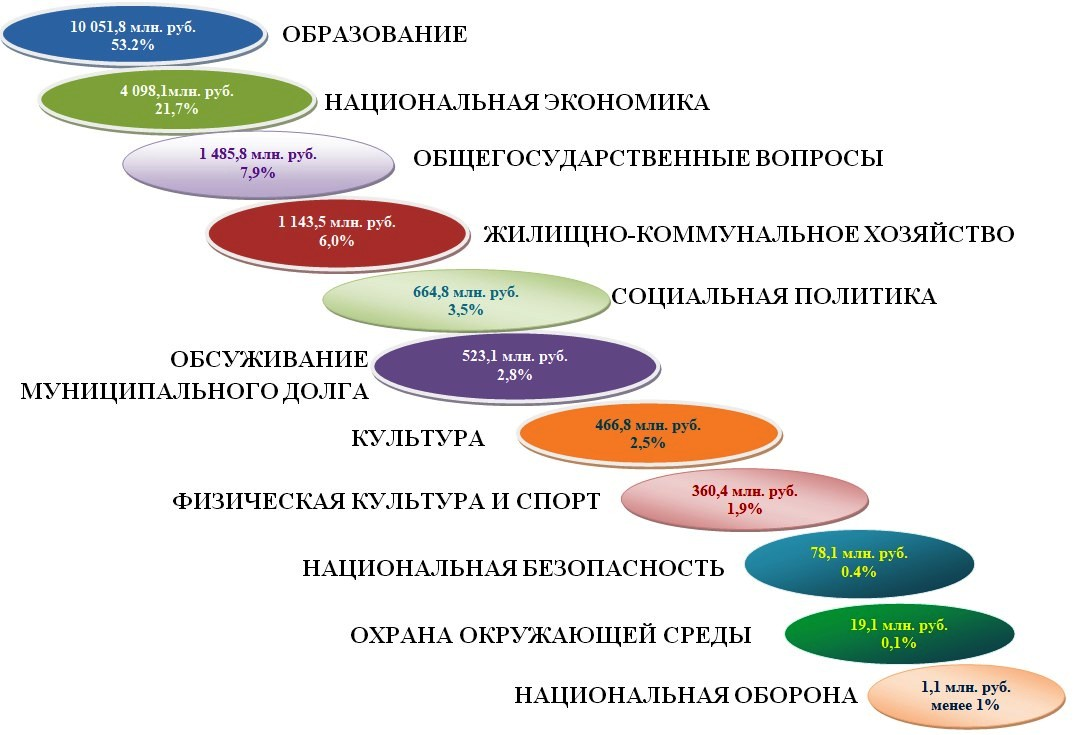 10 051,8 млн. руб.
53.2%
ОБРАЗОВАНИЕ
4 098,1млн. руб.
21,7%
НАЦИОНАЛЬНАЯ ЭКОНОМИКА
1 485,8 млн. руб.
7,9%
ОБЩЕГОСУДАРСТВЕННЫЕ ВОПРОСЫ
1 143,5 млн. руб.
6,0%
ЖИЛИЩНО-КОММУНАЛЬНОЕ ХОЗЯЙСТВО
664,8 млн. руб.
3,5%
СОЦИАЛЬНАЯ ПОЛИТИКА
ОБСУЖИВАНИЕ
МУНИЦИПАЛЬНОГО ДОЛГА
523,1 млн. руб.
2,8%
КУЛЬТУРА
466,8 млн. руб.
2,5%
ФИЗИЧЕСКАЯ КУЛЬТУРА И СПОРТ
360,4 млн. руб.
1,9%
НАЦИОНАЛЬНАЯ БЕЗОПАСНОСТЬ
78,1 млн. руб.
0.4%
ОХРАНА ОКРУЖАЮЩЕЙ СРЕДЫ
19,1 млн. руб.
0,1%
НАЦИОНАЛЬНАЯ ОБОРОНА
1,1 млн. руб.
менее 1%